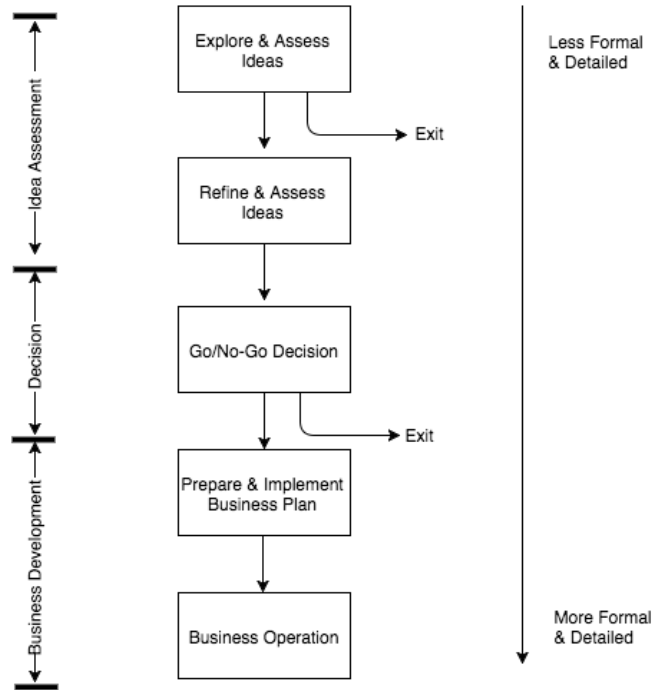 Explore & Assess
Ideas
Less Formal
& Detailed
Exit
Idea Assessment
Refine & Assess
Ideas
Go/No-Go Decision
Decision
Exit
Prepare & Implement
Business Plan
Business Development
Business Operation
More Formal
& Detailed